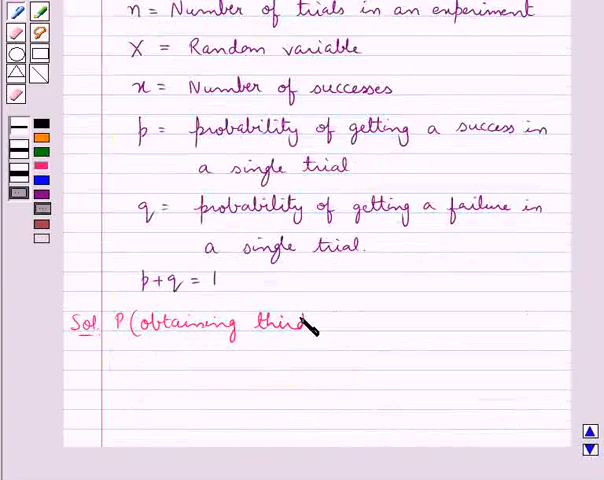 n = Number of trials in an experiment
X = Random variable
x = Number of successes
p = probability of getting a success in
a single trial
q = probability of getting a failure in
a single trial.
p+q = 1
Sol. P(obtaining third